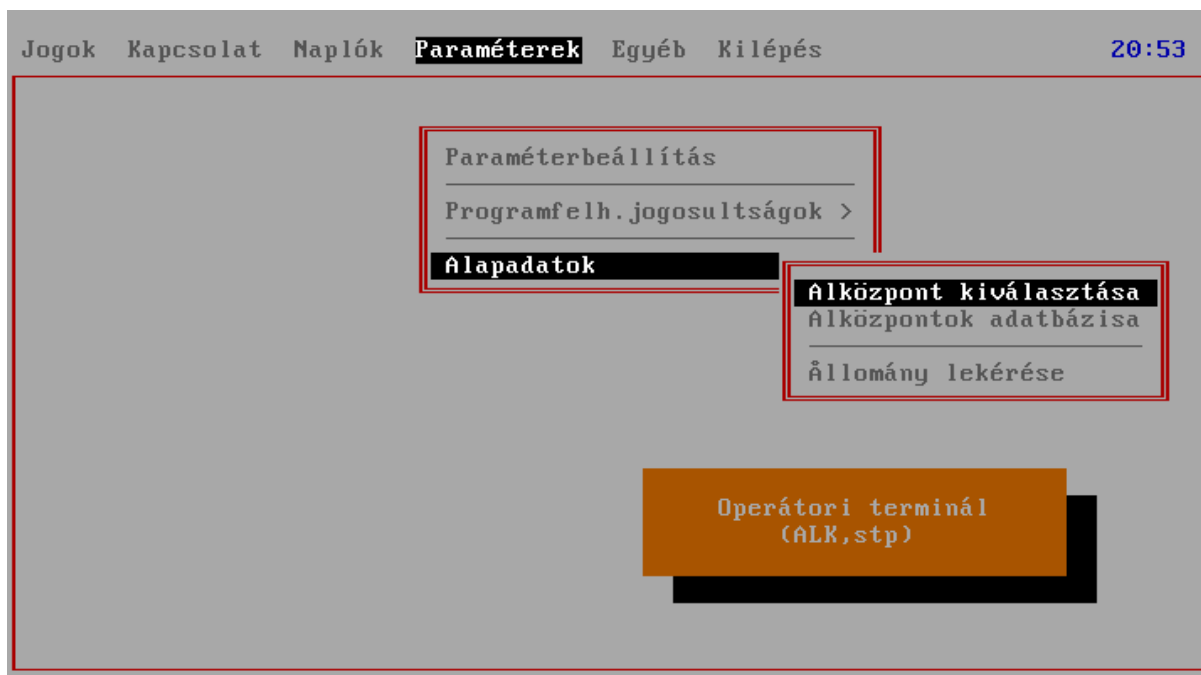 Jogok Kapcsolat Naplók Paraméterek Egyéb Kilépés 20:53
Paraméterbeállítás
Programfelh.jogosultságok >
Alapadatok
Alközpont kiválasztása
Alközpontok adatbázisa
Állomány lekérése
Operátori terminál
(ALK,stp)